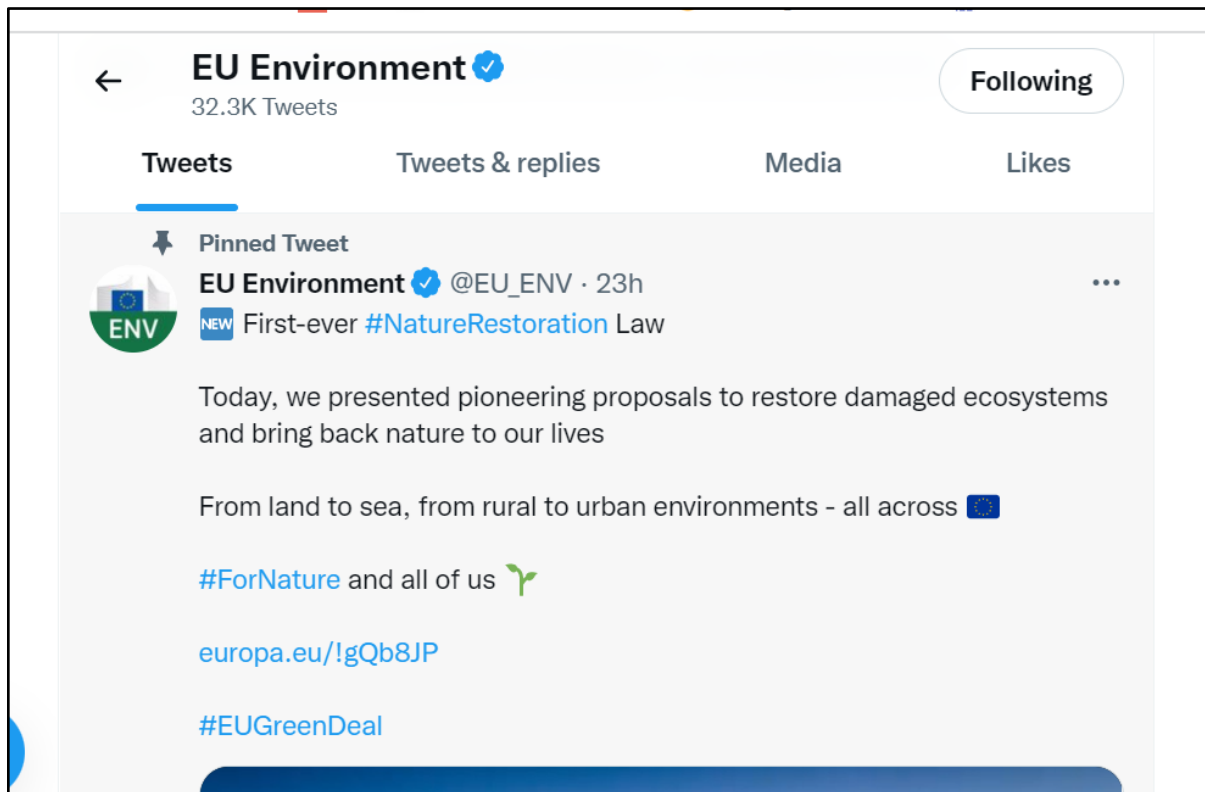 EU Environment
32.3K Tweets
Following
Tweets
Tweets & replies
Media
Likes
Pinned Tweet
EU Environment @EU_ENV · 23h
ENV
NEW First-ever #NatureRestoration Law
Today, we presented pioneering proposals to restore damaged ecosystems
and bring back nature to our lives
From land to sea, from rural to urban environments - all across 🇪🇺
#ForNature and all of us 🌱
europa.eu/!gQb8JP
#EUGreenDeal